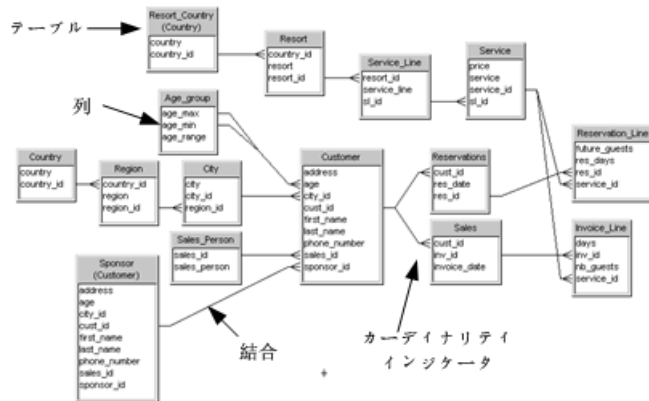 テーブル
Resort_Country
(Country)
country
country_id
Resort
country_id
resort
resort_id
Service_Line
resort_id
service_line
sl_id
Service
price
service
service_id
sl_id
列
Age_group
age_max
age_min
age_range
Country
country
country_id
Region
country_id
region
region_id
City
city
city_id
region_id
Customer
address
age
city_id
cust_id
first_name
last_name
phone_number
sales_id
sponsor_id
Reservations
cust_id
res_date
res_id
Reservation_Line
future_guests
res_days
res_id
service_id
Sales_Person
sales_id
sales_person
Sales
cust_id
inv_id
invoice_date
Invoice_Line
days
inv_id
nb_guests
service_id
Sponsor
(Customer)
address
age
city_id
cust_id
first_name
last_name
phone_number
sales_id
sponsor_id
結合
カーディナリティ
インジケータ